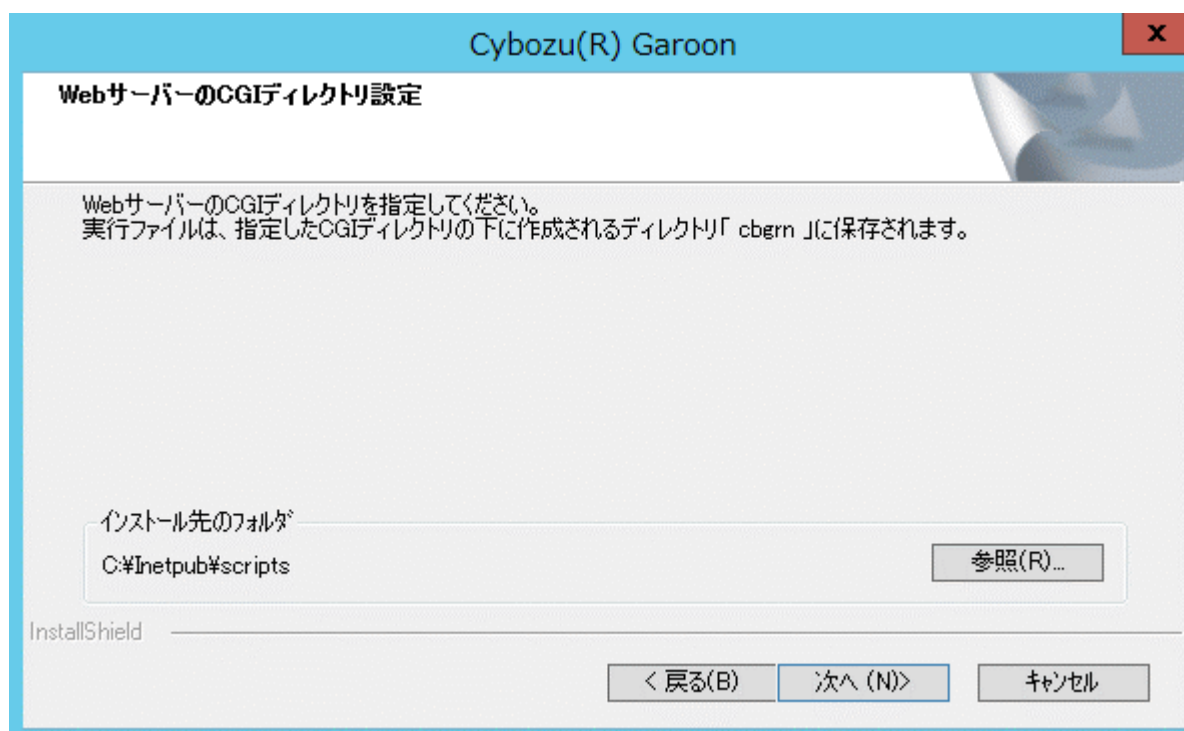 Cybozu(R) Garoon
x
WebサーバーのCGIディレクトリ設定
WebサーバーのCGIディレクトリを指定してください。
実行ファイルは、指定したCGIディレクトリの下に作成されるディレクトリ「 cbgrn 」に保存されます。
インストール先のフォルダ
C:¥Inetpub¥scripts
参照(R)...
InstallShield
< 戻る(B)
次へ (N)>
キャンセル